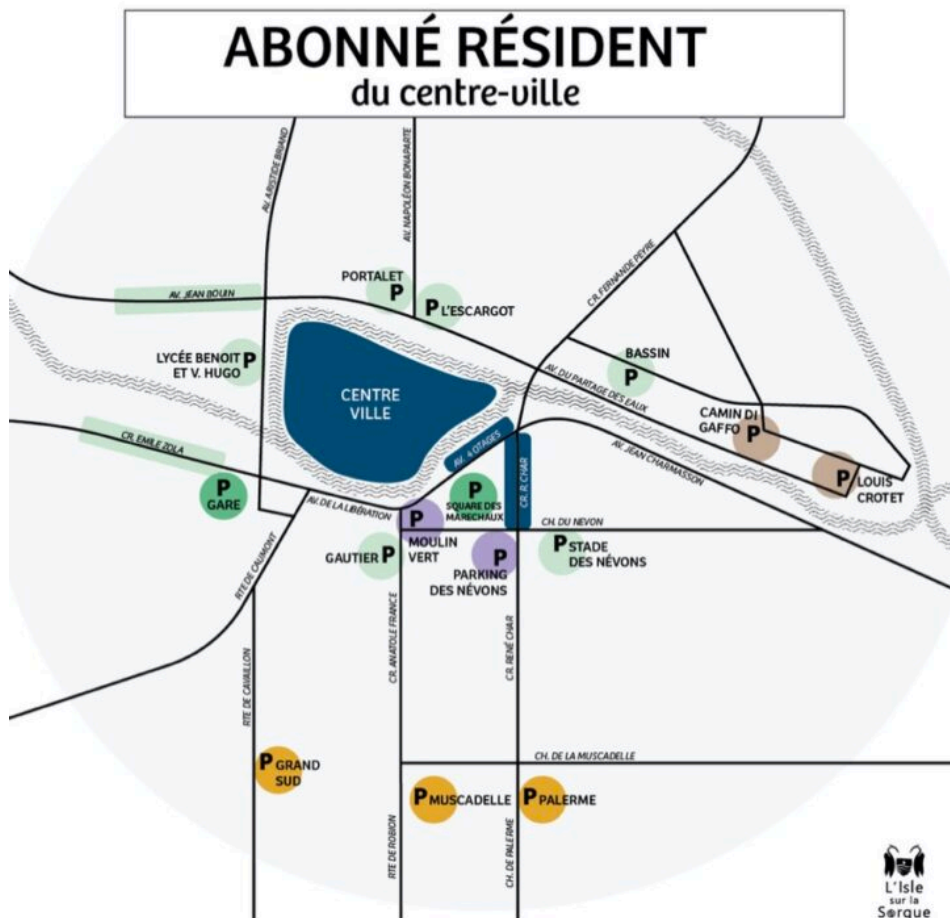 ABONNÉ RÉSIDENT
du centre-ville
AV. ARISTIDE BRIAND
AV. NAPOLÉON BONAPARTE
CR. FERNANDE PEYRE
PORTALET
P
P L'ESCARGOT
AV. JEAN BOUIN
LYCÉE BENOIT
ET V. HUGO
P
CENTRE
VILLE
BASSIN
P
AV. DU PARTAGE DES EAUX
CAMIN DI
GAFFO
P
P
LOUIS
CROTET
AV. JEAN CHARMASSON
CR. EMILE ZOLA
AV. 4 OTAGES
CR. R. CHAR
P
GARE
AV. DE LA LIBÉRATION
P
SQUARE DES
MARECHAUX
CH. DU NEVON
P
MOULIN
VERT
GAUTIER P
P
PARKING
DES NÉVONS
P
STADE
DES NÉVONS
RTE DE CAUMONT
RTE DE CAVAILLON
CR. ANATOLE FRANCE
CR. RENÉ CHAR
CH. DE LA MUSCADELLE
P GRAND
SUD
P MUSCADELLE
P PALERME
RTE DE ROBION
CH. DE PALERME
L'Isle
sur la
Sorgue